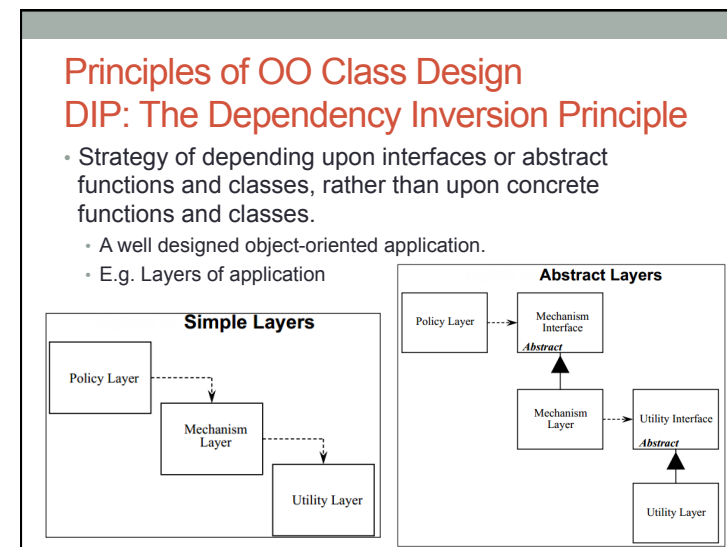 Principles of OO Class Design
DIP: The Dependency Inversion Principle
• Strategy of depending upon interfaces or abstract
functions and classes, rather than upon concrete
functions and classes.
• A well designed object-oriented application.
• E.g. Layers of application
Simple Layers
Policy Layer
Mechanism
Layer
Utility Layer
Abstract Layers
Policy Layer
Mechanism
Interface
Abstract
Mechanism
Layer
Utility Interface
Abstract
Utility Layer